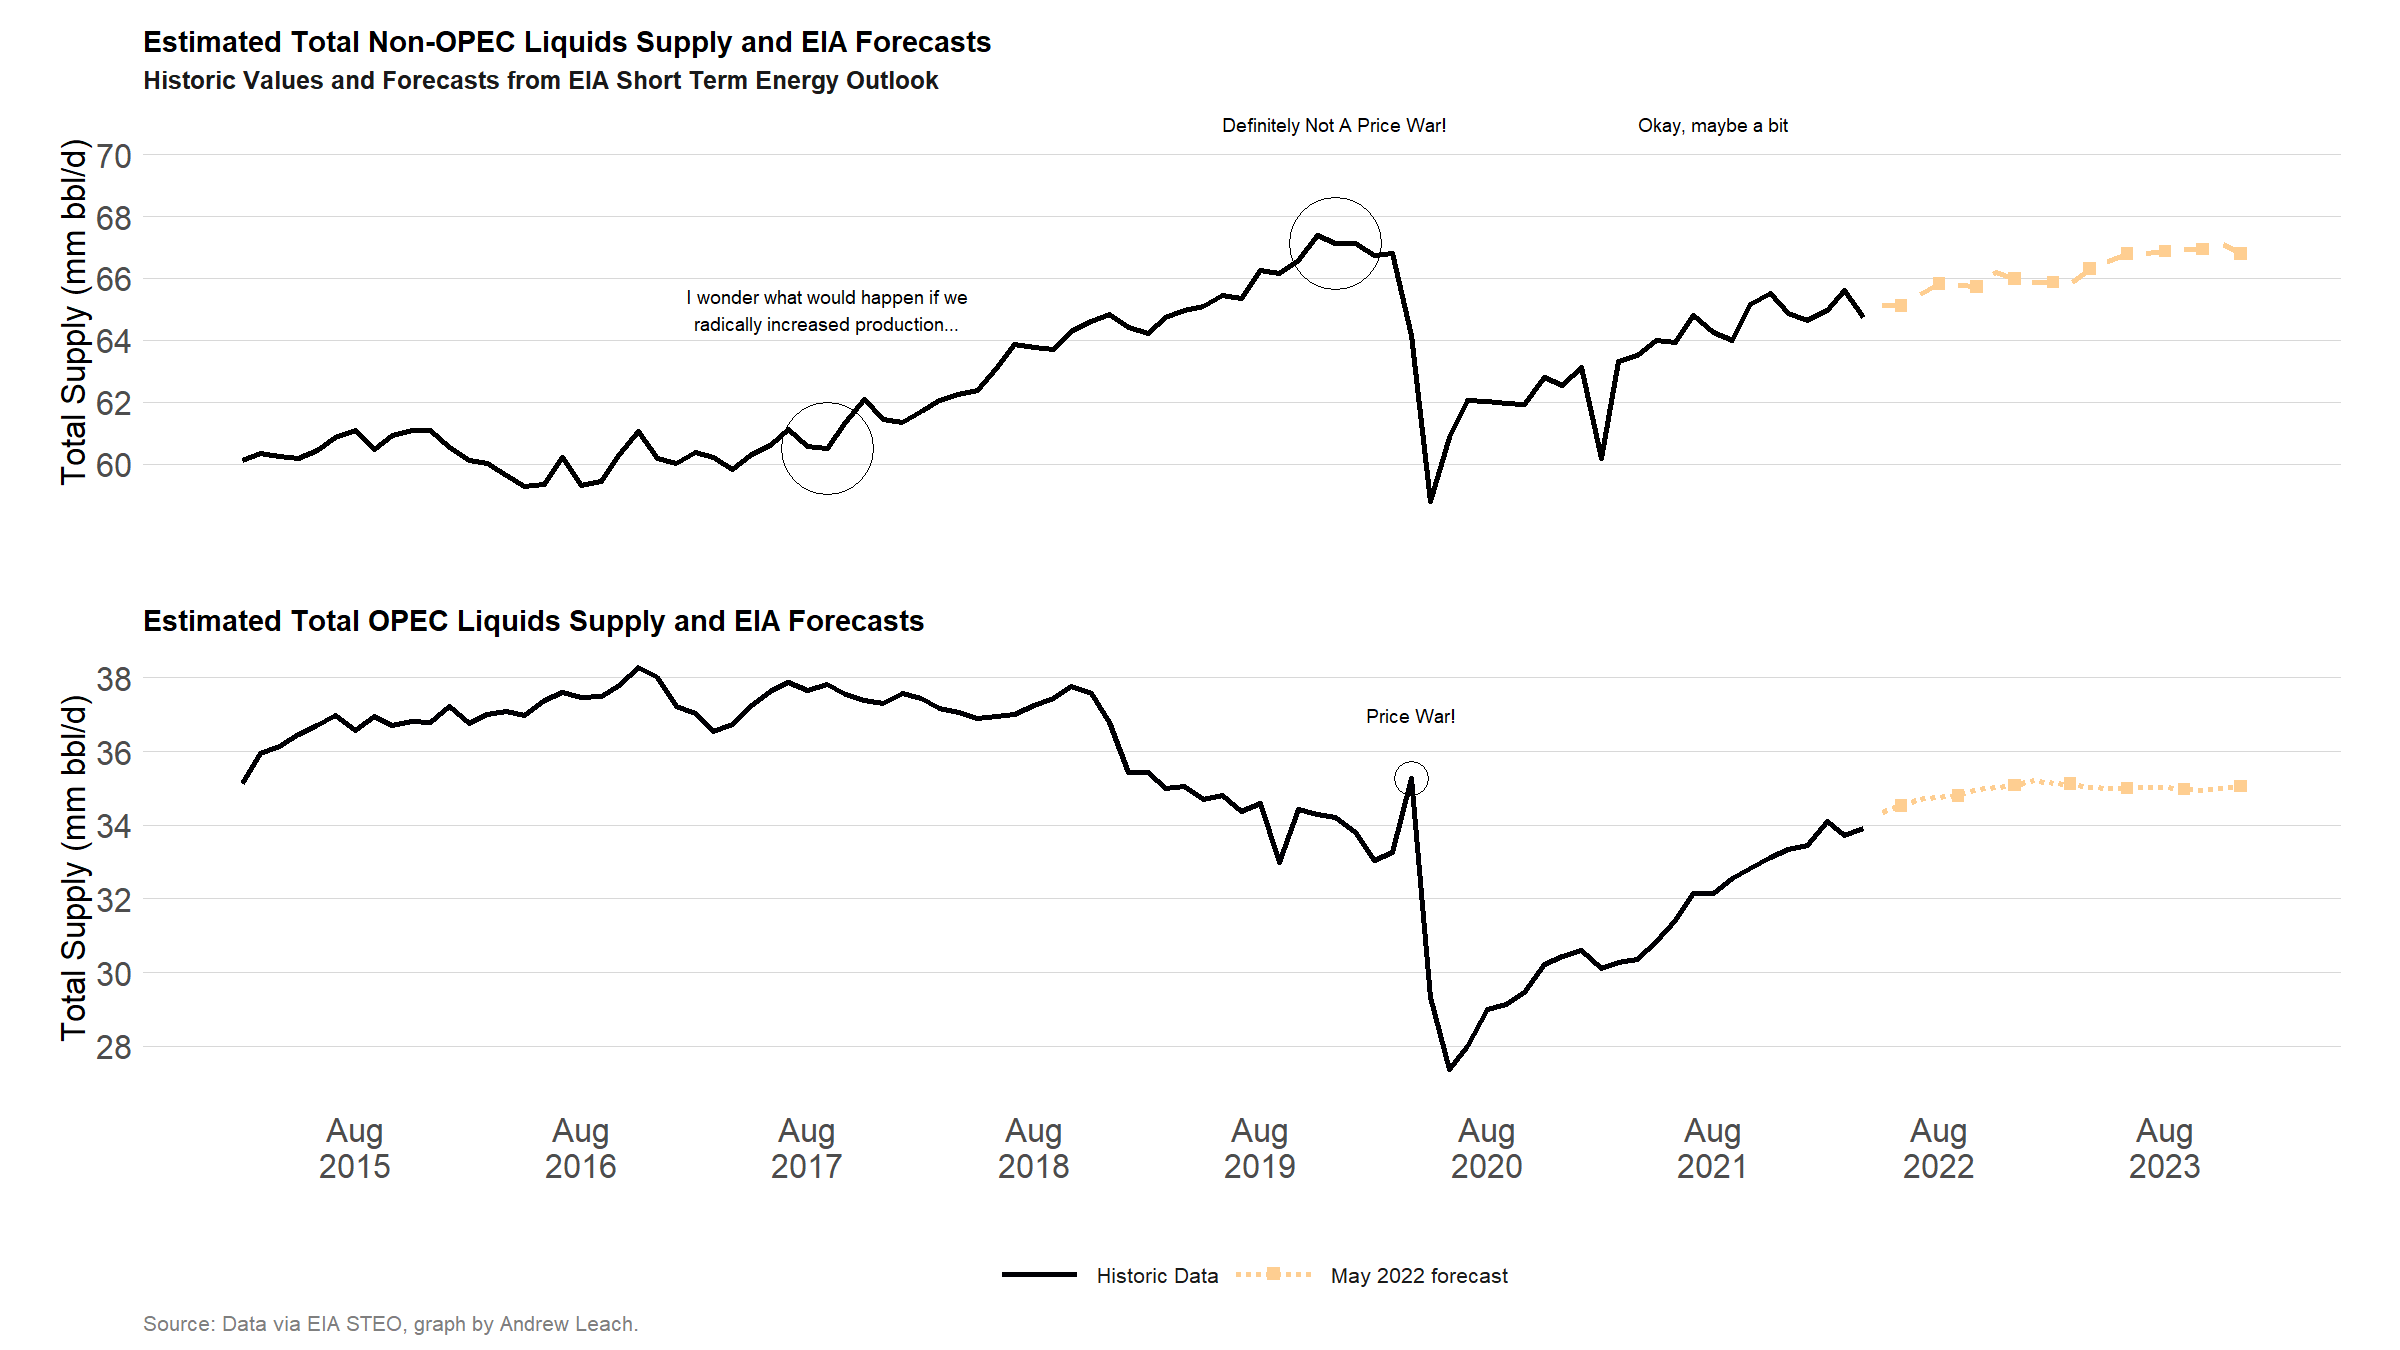 Estimated Total Non-OPEC Liquids Supply and EIA Forecasts
Historic Values and Forecasts from EIA Short Term Energy Outlook
Definitely Not A Price War!
Okay, maybe a bit
I wonder what would happen if we
radically increased production...
Total Supply (mm bbl/d)
70
68
66
64
62
60
Estimated Total OPEC Liquids Supply and EIA Forecasts
Price War!
Total Supply (mm bbl/d)
38
36
34
32
30
28
Aug
2015
Aug
2016
Aug
2017
Aug
2018
Aug
2019
Aug
2020
Aug
2021
Aug
2022
Aug
2023
Historic Data
May 2022 forecast
Source: Data via EIA STEO, graph by Andrew Leach.